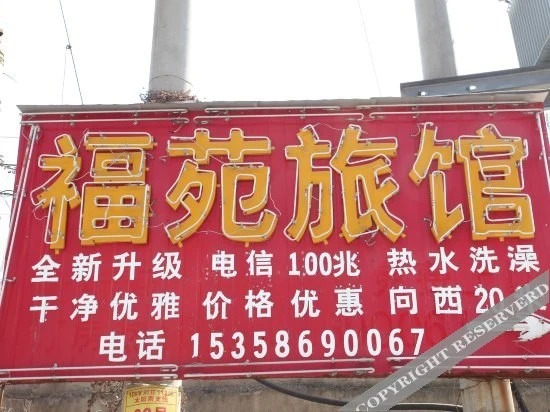 福苑旅馆
全新升级 电信100兆 热水洗澡
干净优雅 价格优惠 向西20
电话 15358690067
COPYRIGHT RESERVED